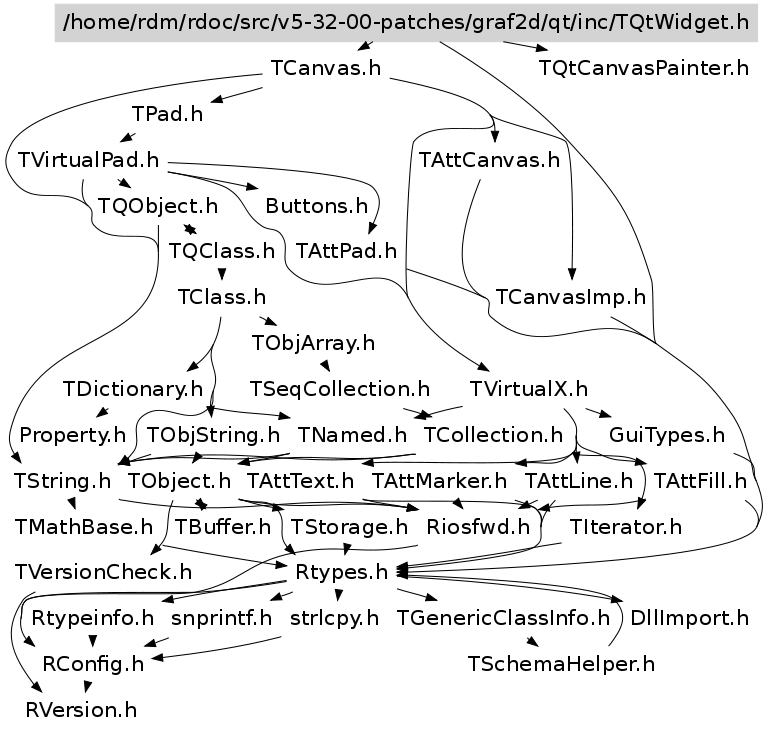 /home/rdm/rdoc/src/v5-32-00-patches/graf2d/qt/inc/TQtWidget.h
TCanvas.h TQtCanvasPainter.h
TPad.h
TVirtualPad.h TAttCanvas.h
TQObject.h Buttons.h
TQClass.h TAttPad.h
TClass.h TCanvasImp.h
TObjArray.h
TDictionary.h TSeqCollection.h TVirtualX.h
Property.h TObjString.h TNamed.h TCollection.h GuiTypes.h
TString.h TObject.h TAttText.h TAttMarker.h TAttLine.h TAttFill.h
TMathBase.h TBuffer.h TStorage.h Riosfwd.h TIterator.h
TVersionCheck.h Rtypes.h
Rtypeinfo.h snprintf.h strlcpy.h TGenericClassInfo.h DllImport.h
RConfig.h TSchemaHelper.h
RVersion.h